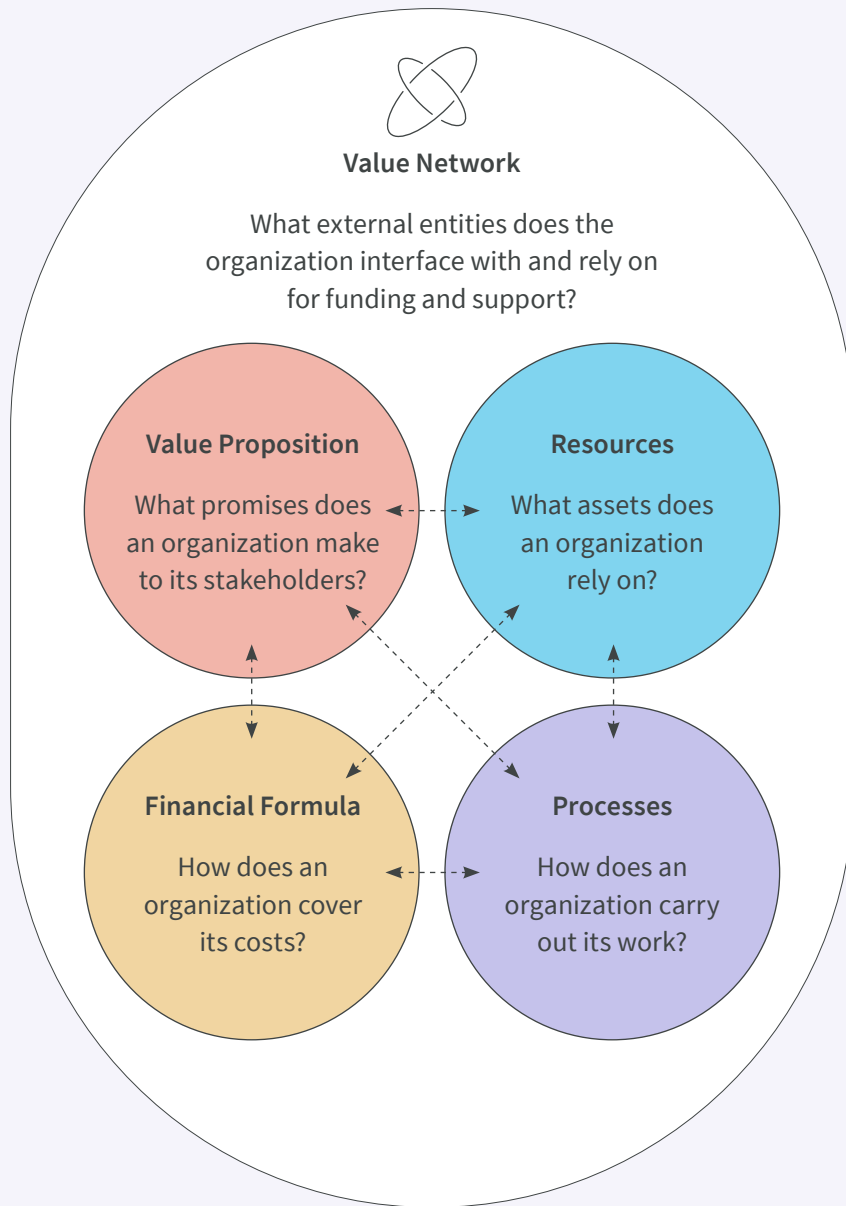 Value Network
What external entities does the
organization interface with and rely on
for funding and support?
Value Proposition
What promises does
an organization make
to its stakeholders?
Resources
What assets does
an organization
rely on?
Financial Formula
How does an
organization cover
its costs?
Processes
How does an
organization carry
out its work?